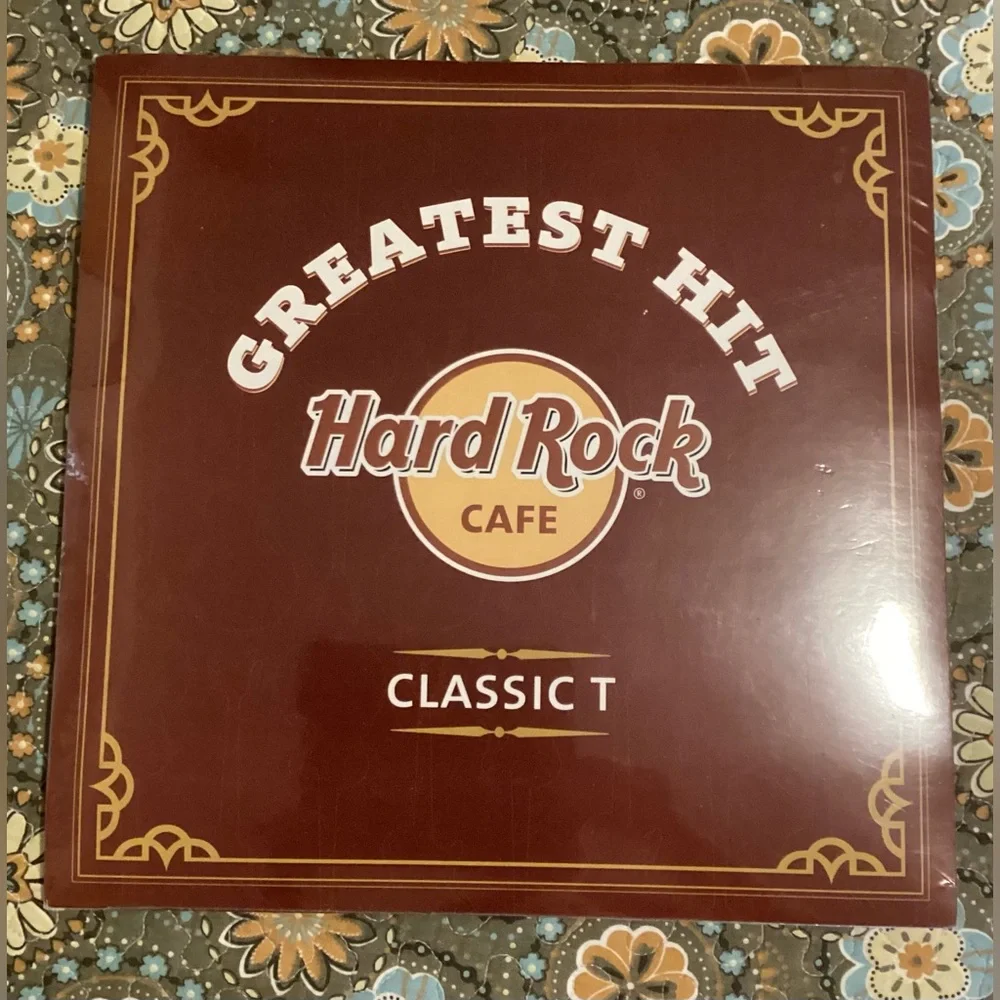 GREATEST HIT
Hard Rock
®
CAFE
CLASSIC T